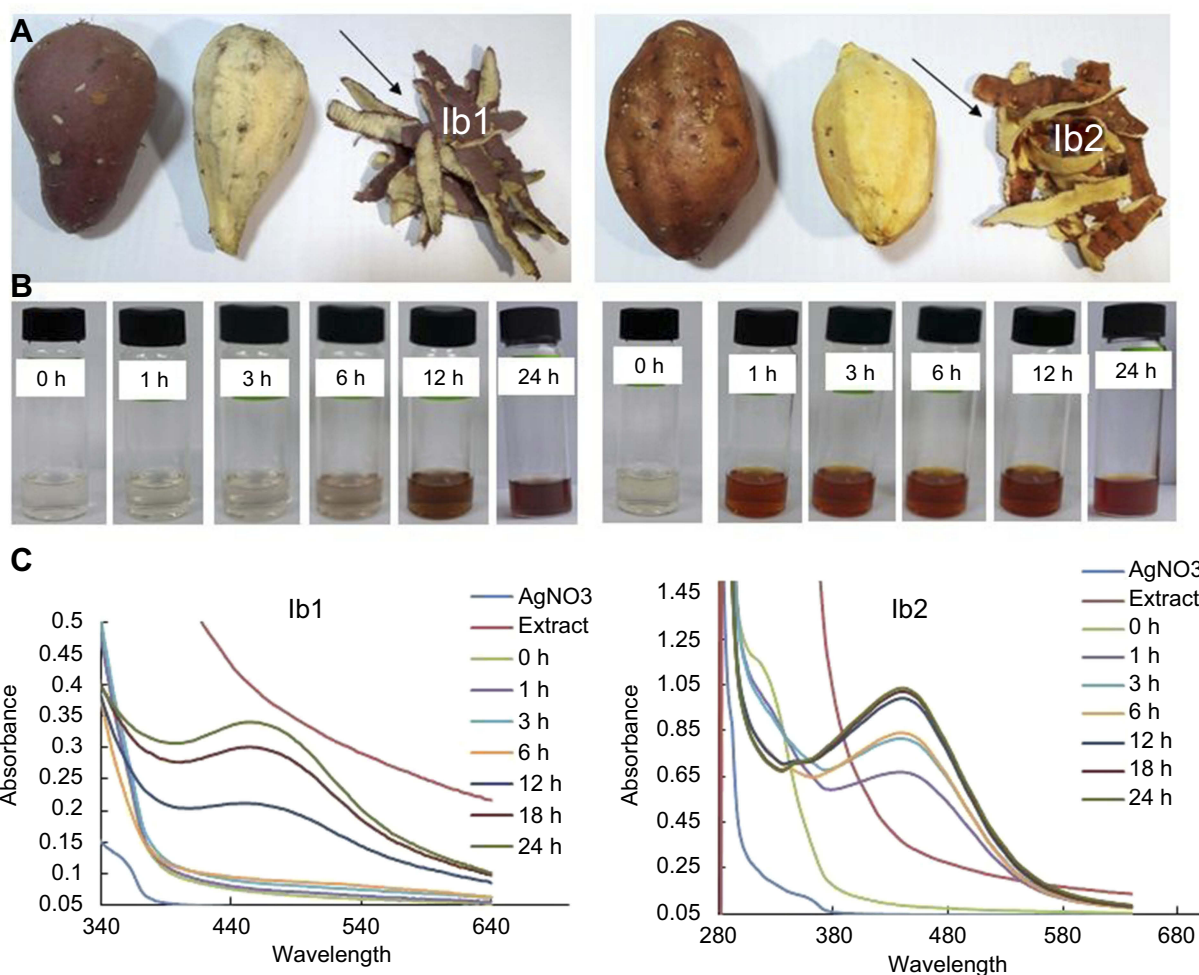 A
Ib1
Ib2
B
0 h
1 h
3 h
6 h
12 h
24 h
0 h
1 h
3 h
6 h
12 h
24 h
C
Ib1
Absorbance
0.5
0.45
0.4
0.35
0.3
0.25
0.2
0.15
0.1
0.05
340
440
540
640
Wavelength
AgNO3
Extract
0 h
1 h
3 h
6 h
12 h
18 h
24 h
Ib2
Absorbance
1.45
1.25
1.05
0.85
0.65
0.45
0.25
0.05
280
380
480
580
680
Wavelength
AgNO3
Extract
0 h
1 h
3 h
6 h
12 h
18 h
24 h